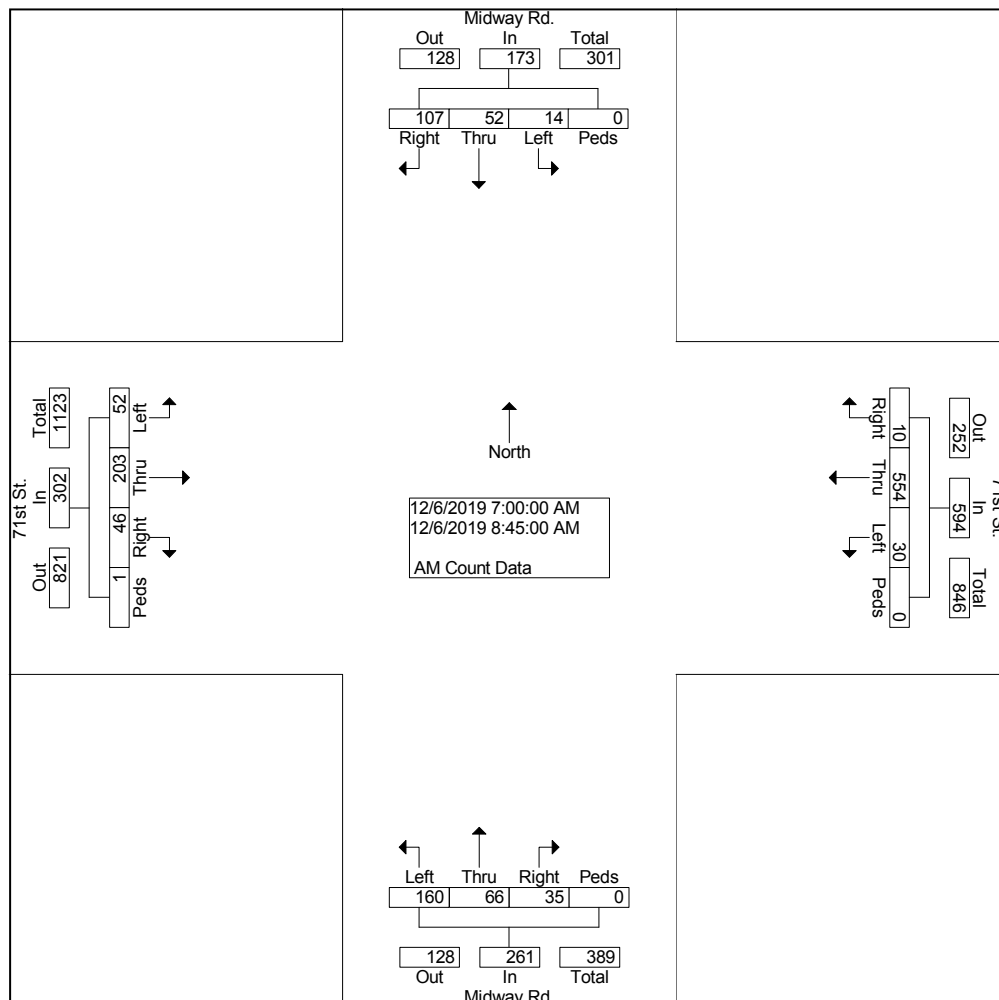 Midway Rd.
Out In Total
128 173 301
107 52 14 0
Right Thru Left Peds
71st St.
Total In Out
1123 302 821
52 203 46 1
Left Thru Right Peds
North
12/6/2019 7:00:00 AM
12/6/2019 8:45:00 AM
AM Count Data
Right Thru Left Peds
10 554 30 0
Out In Total
252 594 846
71st St.
Left Thru Right Peds
160 66 35 0
128 261 389
Out In Total
Midway Rd.